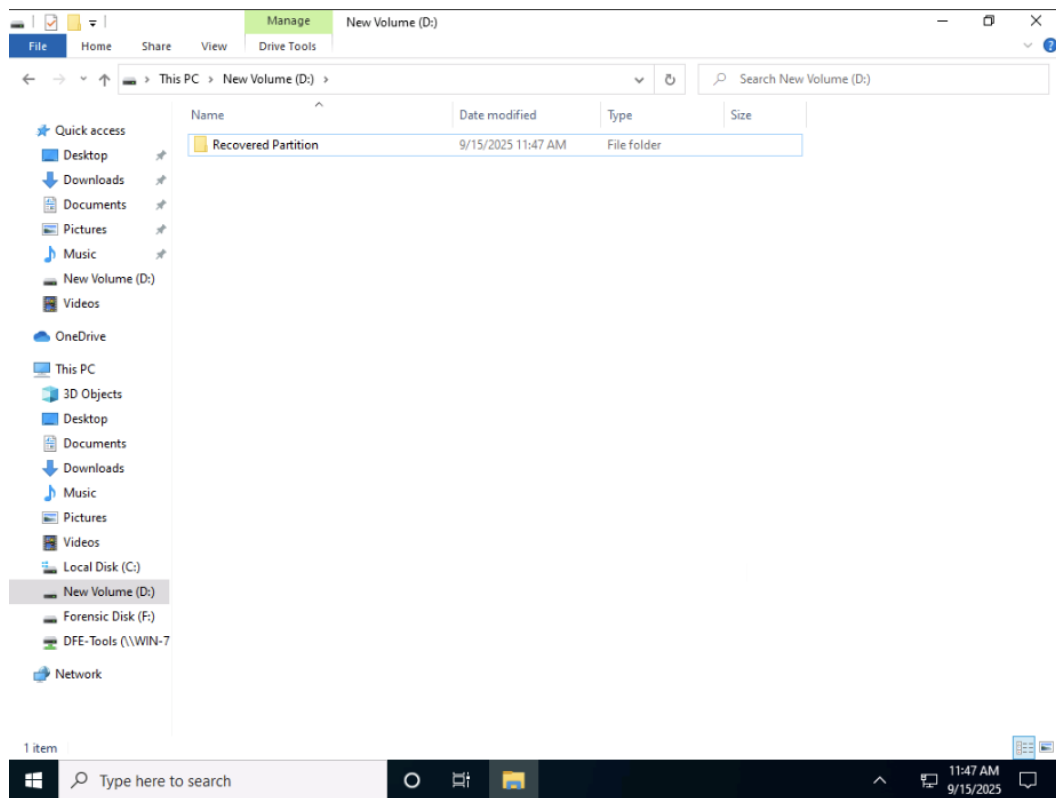 Manage New Volume (D:)
File Home Share View Drive Tools
This PC > New Volume (D:) > Search New Volume (D:)
Name Date modified Type Size
Recovered Partition 9/15/2025 11:47 AM File folder
Quick access
Desktop
Downloads
Documents
Pictures
Music
New Volume (D:)
Videos
OneDrive
This PC
3D Objects
Desktop
Documents
Downloads
Music
Pictures
Videos
Local Disk (C:)
New Volume (D:)
Forensic Disk (F:)
DFE-Tools (\\WIN-7
Network
1 item
Type here to search 11:47 AM
9/15/2025